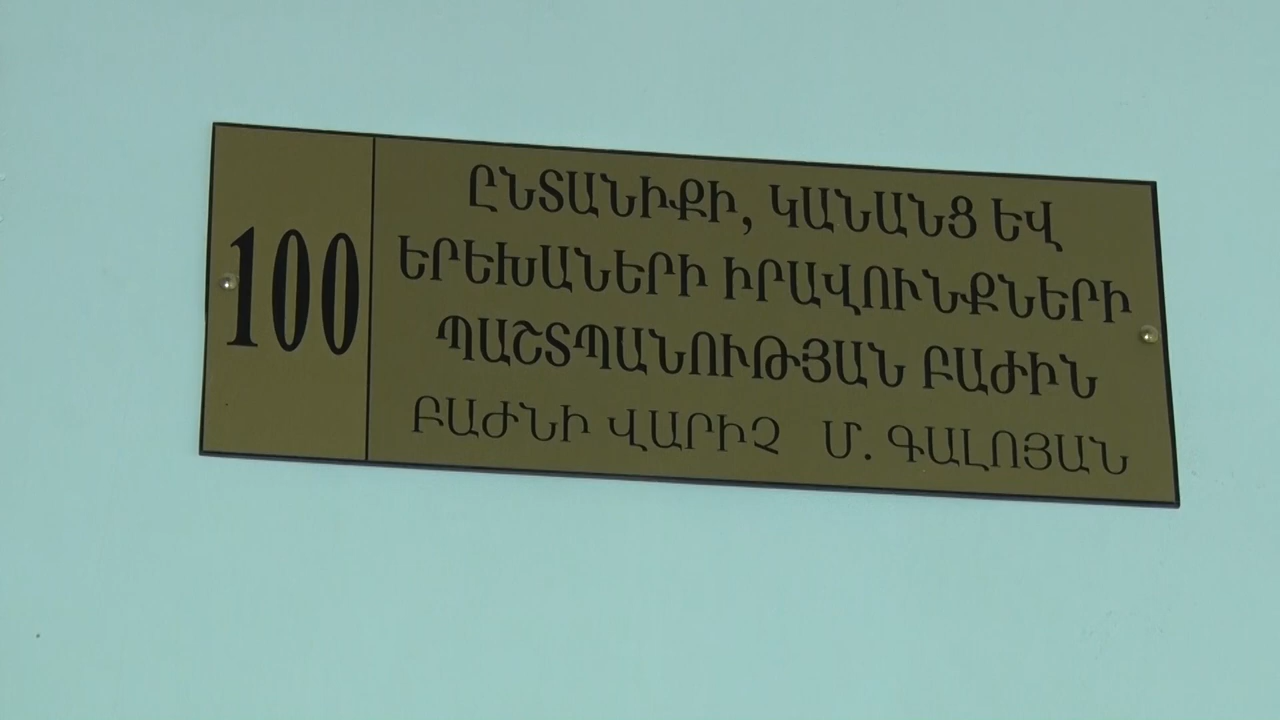 100
ԸՆՏԱՆԻՔԻ, ԿԱՆԱՆՑ ԵՎ
ԵՐԵԽԱՆԵՐԻ ԻՐԱՎՈՒՆՔՆԵՐԻ
ՊԱՇՏՊԱՆՈՒԹՅԱՆ ԲԱԺԻՆ
ԲԱԺՆԻ ՎԱՐԻՉ Մ. ԳԱԼՈՅԱՆ